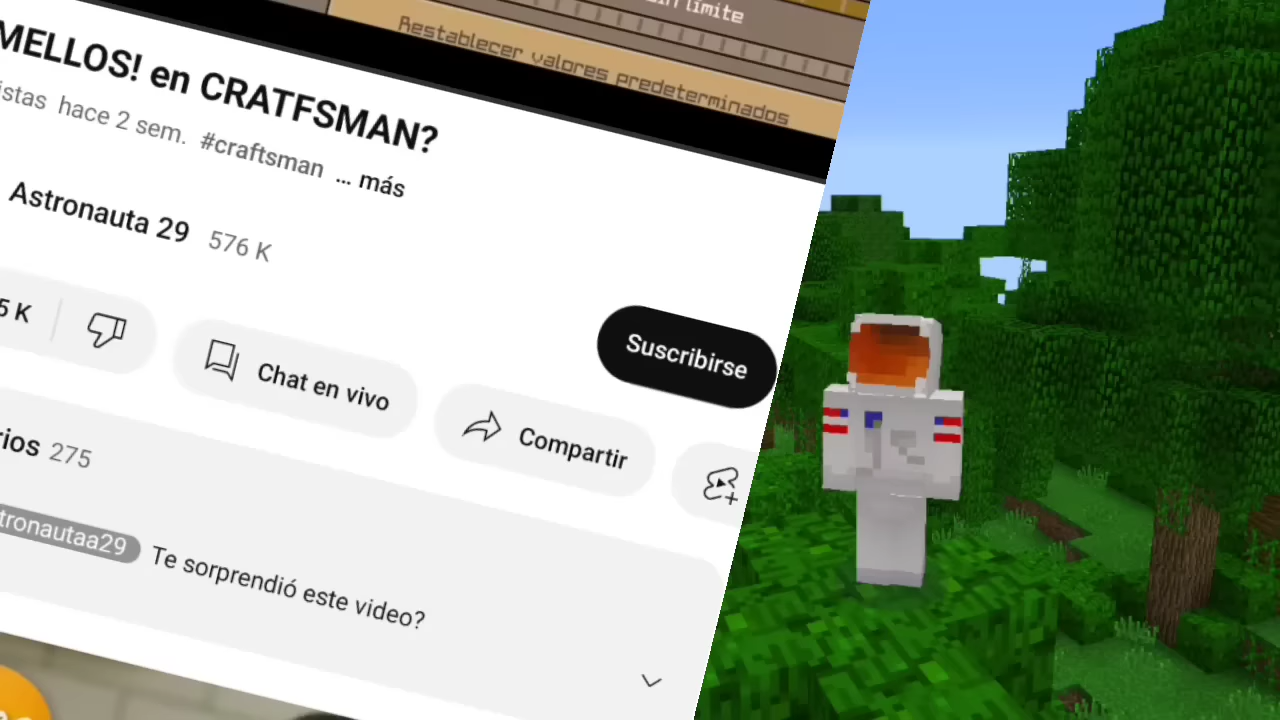 límite
Restablecer valores predeterminados
MELLOS! en CRATFSMAN?
istas hace 2 sem. #craftsman ... más
Astronauta 29 576 K
5 K
Chat en vivo
Compartir
Suscribirse
rios 275
tronautaa29 Te sorprendió este video?